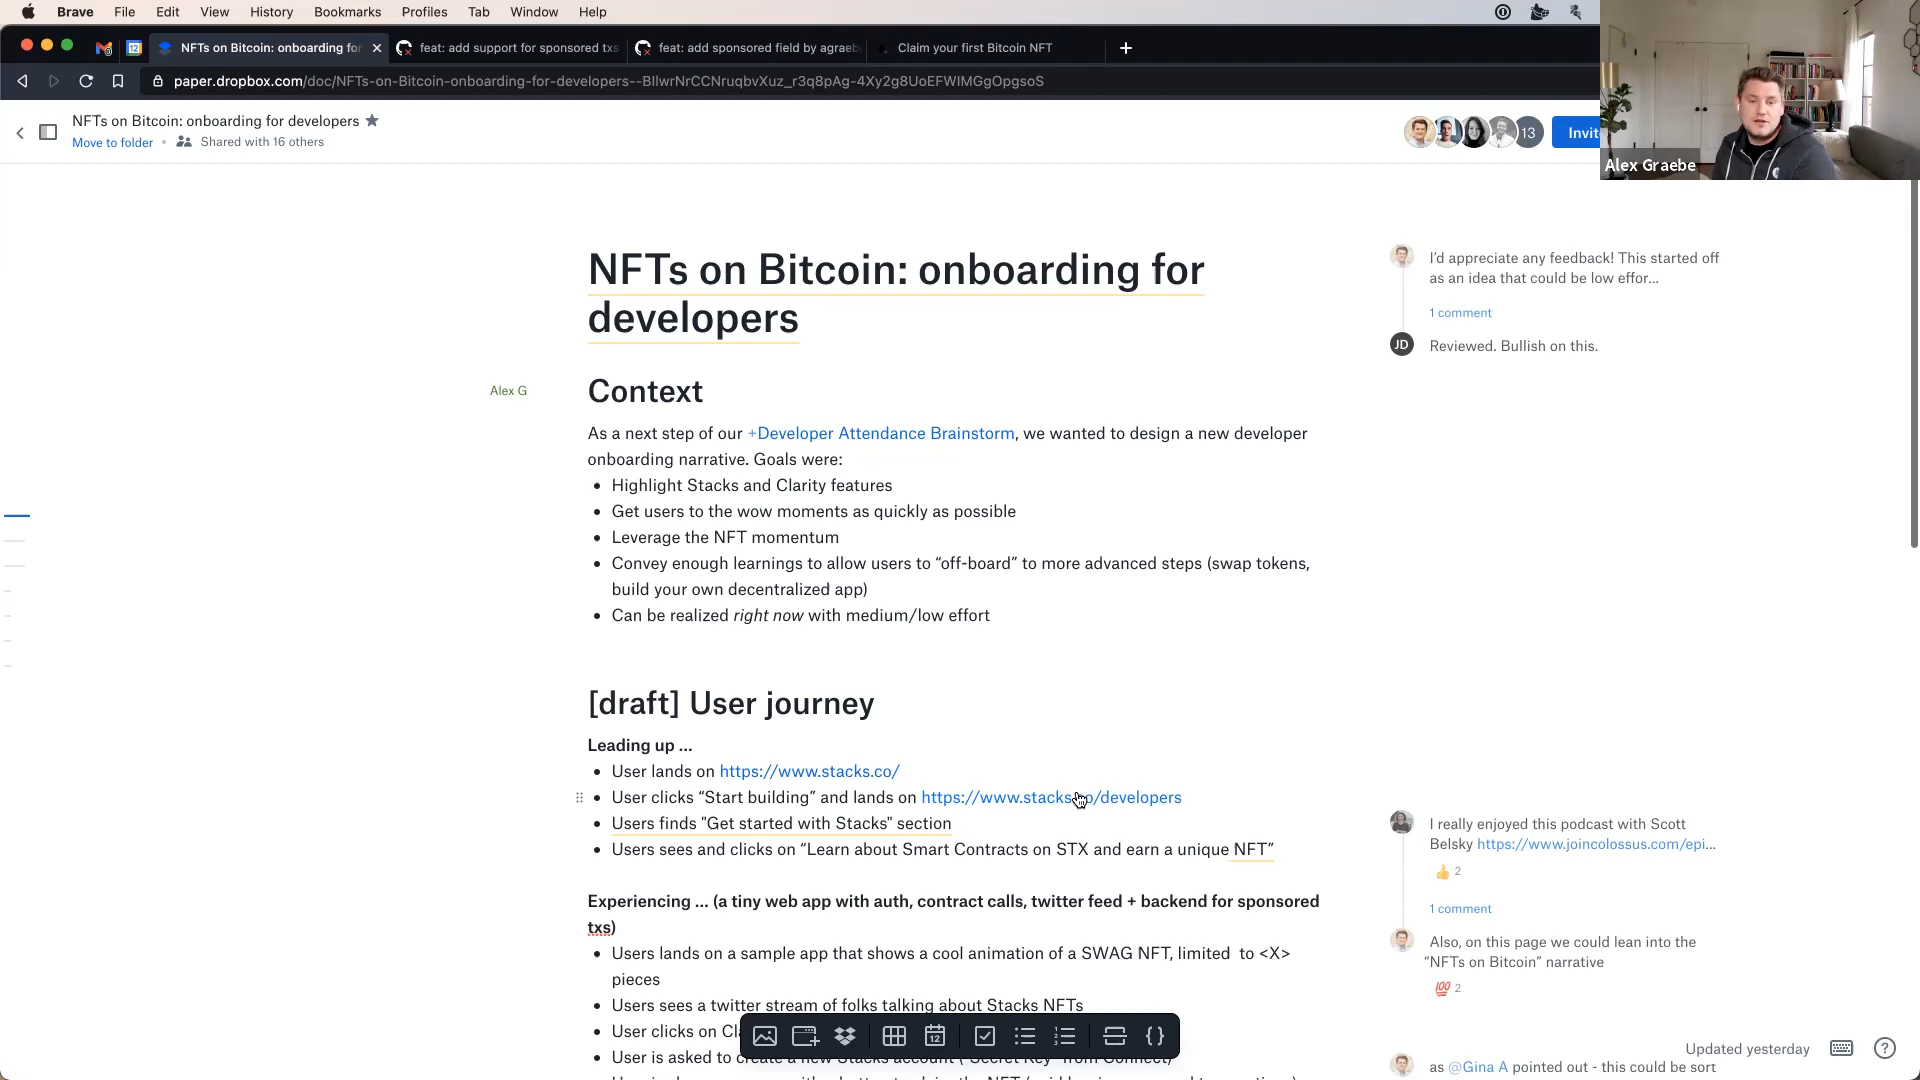 Brave File Edit View History Bookmarks Profiles Tab Window Help
12 NFTs on Bitcoin: onboarding for feat: add support for sponsored txs feat: add sponsored field by agraeb Claim your first Bitcoin NFT
paper.dropbox.com/doc/NFTs-on-Bitcoin-onboarding-for-developers--BIlwrNrCCNruqbvXuz_r3q8pAg-4Xy2g8UoEFWlMGgOpgsoS
NFTs on Bitcoin: onboarding for developers
Move to folder • Shared with 16 others
13
Invite
Alex Graebe
NFTs on Bitcoin: onboarding for
developers
Alex G
Context
As a next step of our +Developer Attendance Brainstorm, we wanted to design a new developer
onboarding narrative. Goals were:
• Highlight Stacks and Clarity features
• Get users to the wow moments as quickly as possible
• Leverage the NFT momentum
• Convey enough learnings to allow users to “off-board” to more advanced steps (swap tokens,
build your own decentralized app)
• Can be realized right now with medium/low effort
[draft] User journey
Leading up ...
• User lands on https://www.stacks.co/
• User clicks “Start building” and lands on https://www.stacks.co/developers
• Users finds "Get started with Stacks" section
• Users sees and clicks on “Learn about Smart Contracts on STX and earn a unique NFT”
Experiencing ... (a tiny web app with auth, contract calls, twitter feed + backend for sponsored
txs)
• Users lands on a sample app that shows a cool animation of a SWAG NFT, limited to <X>
pieces
• Users sees a twitter stream of folks talking about Stacks NFTs
• User clicks on
• User is asked to create a new Stacks account ("Secret Key" from Connect)
I’d appreciate any feedback! This started off
as an idea that could be low effor...
1 comment
JD Reviewed. Bullish on this.
I really enjoyed this podcast with Scott
Belsky https://www.joincolossus.com/epi...
👍 2
1 comment
Also, on this page we could lean into the
“NFTs on Bitcoin” narrative
💯 2
as @Gina A pointed out - this could be sort
12
Updated yesterday